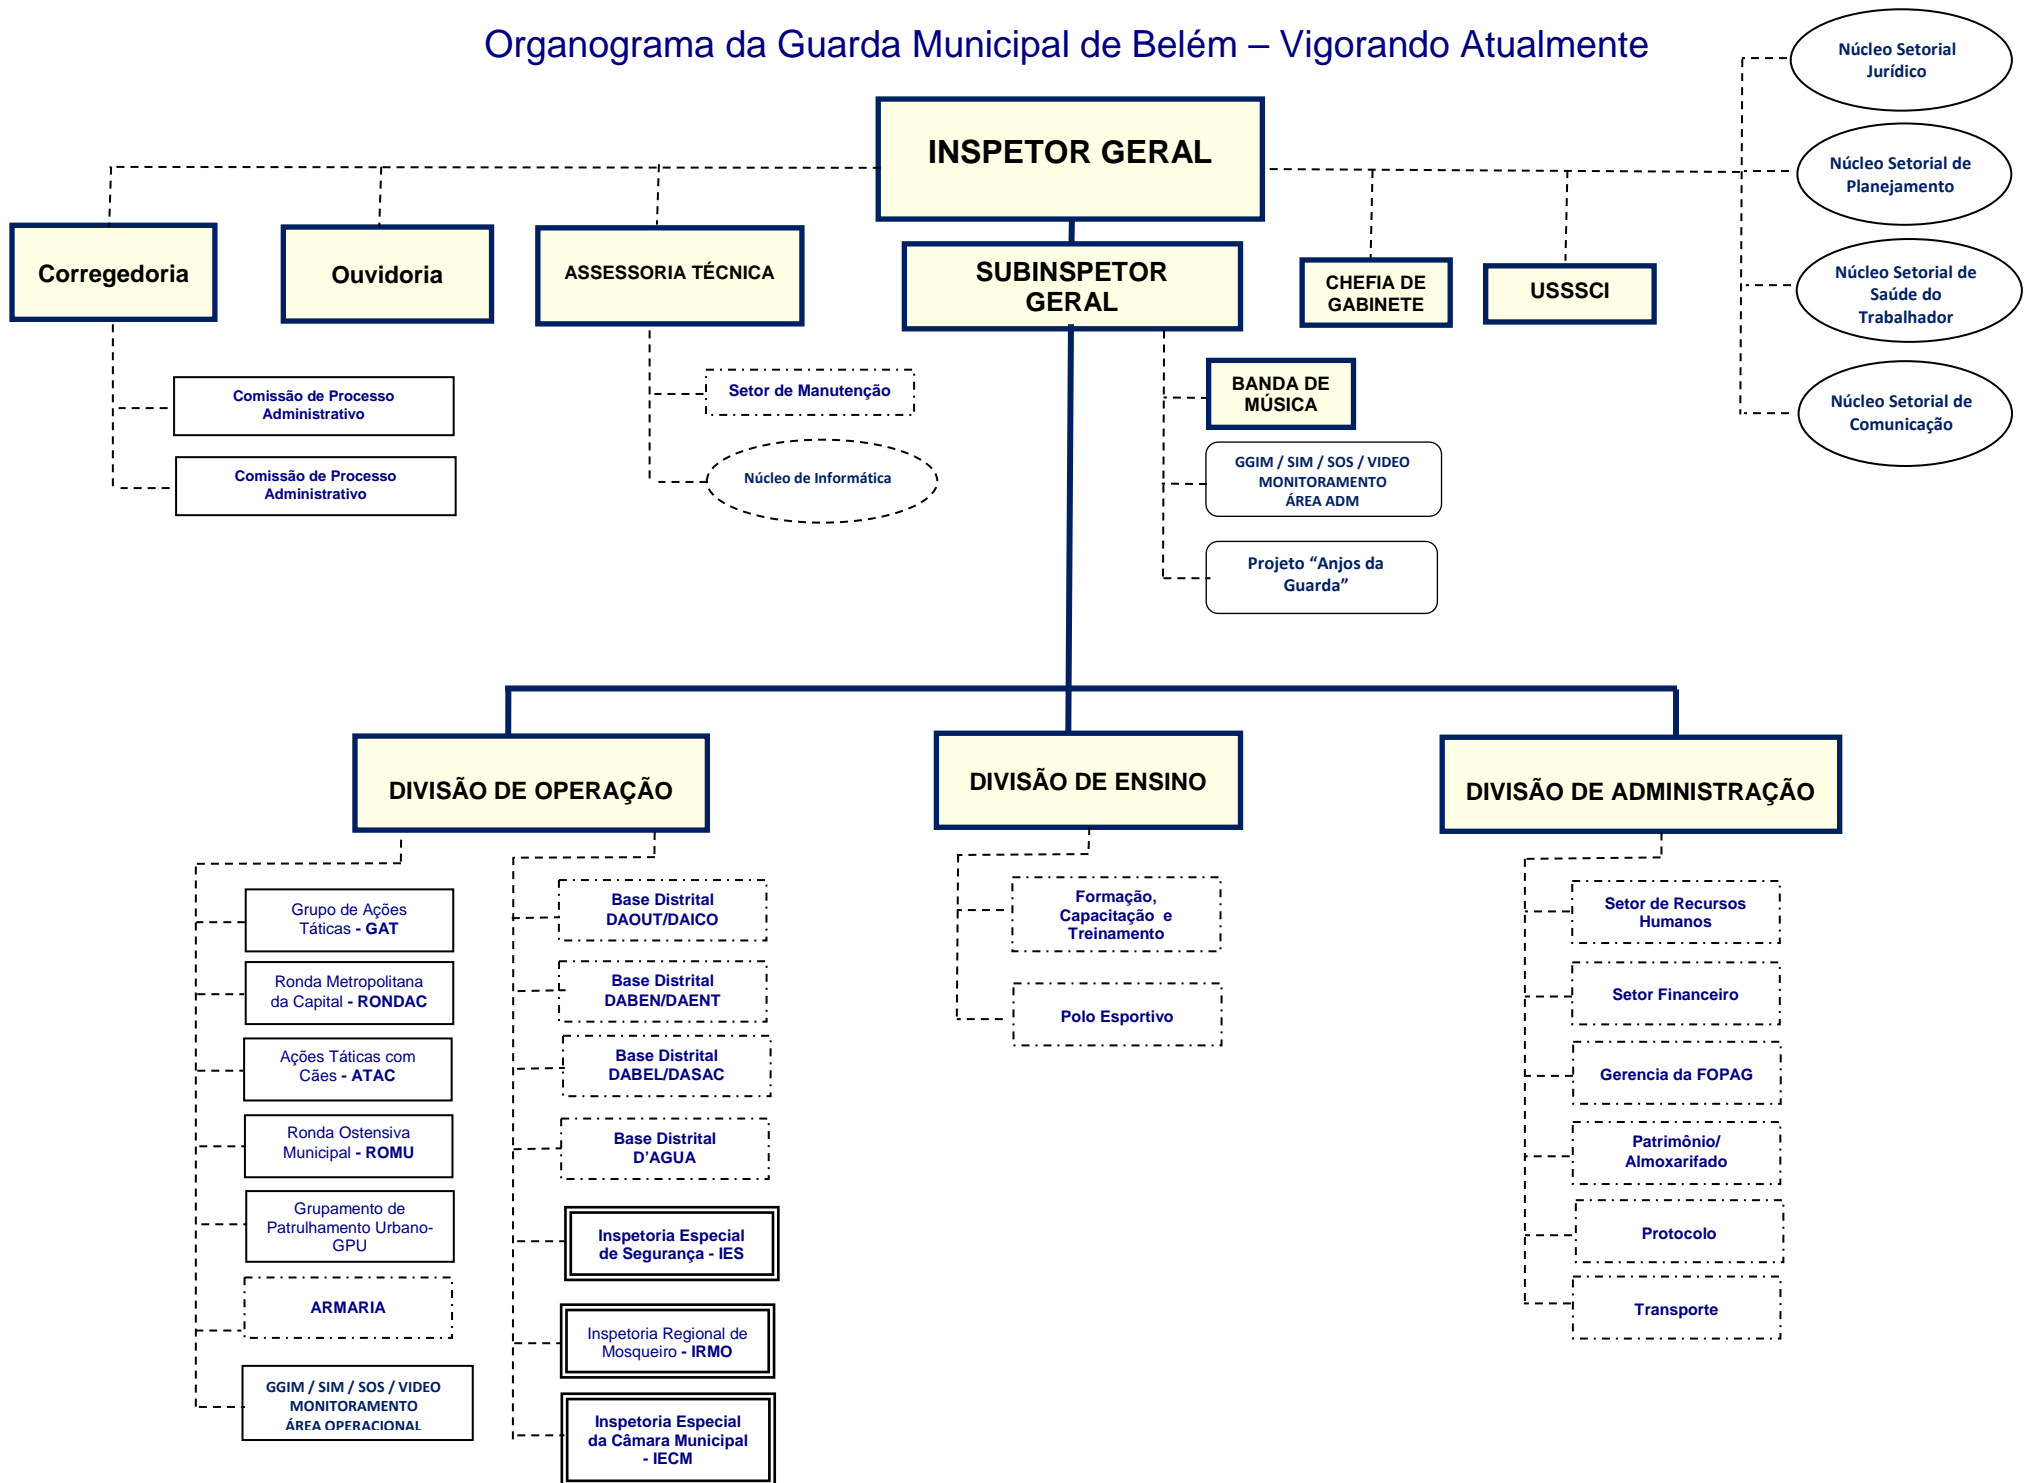 Organograma da Guarda Municipal de Belém – Vigorando Atualmente
Núcleo Setorial
Jurídico
INSPETOR GERAL
Núcleo Setorial de
Planejamento
Corregedoria
Ouvidoria
ASSESSORIA TÉCNICA
SUBINSPETOR
GERAL
CHEFIA DE
GABINETE
USSSCI
Núcleo Setorial de
Saúde do
Trabalhador
Comissão de Processo
Administrativo
Setor de Manutenção
BANDA DE
MÚSICA
Núcleo Setorial de
Comunicação
Comissão de Processo
Administrativo
Núcleo de Informática
GGIM / SIM / SOS / VIDEO
MONITORAMENTO
ÁREA ADM
Projeto “Anjos da
Guarda”
DIVISÃO DE OPERAÇÃO
DIVISÃO DE ENSINO
DIVISÃO DE ADMINISTRAÇÃO
Grupo de Ações
Táticas - GAT
Ronda Metropolitana
da Capital - RONDAC
Ações Táticas com
Cães - ATAC
Ronda Ostensiva
Municipal - ROMU
Grupamento de
Patrulhamento Urbano-
GPU
ARMARIA
GGIM / SIM / SOS / VIDEO
MONITORAMENTO
ÁREA OPERACIONAL
Base Distrital
DAOUT/DAICO
Base Distrital
DABEN/DAENT
Base Distrital
DABEL/DASAC
Base Distrital
D’AGUA
Inspetoria Especial
de Segurança - IES
Inspetoria Regional de
Mosqueiro - IRMO
Inspetoria Especial
da Câmara Municipal
- IECM
Formação,
Capacitação e
Treinamento
Polo Esportivo
Setor de Recursos
Humanos
Setor Financeiro
Gerencia da FOPAG
Patrimônio/
Almoxarifado
Protocolo
Transporte